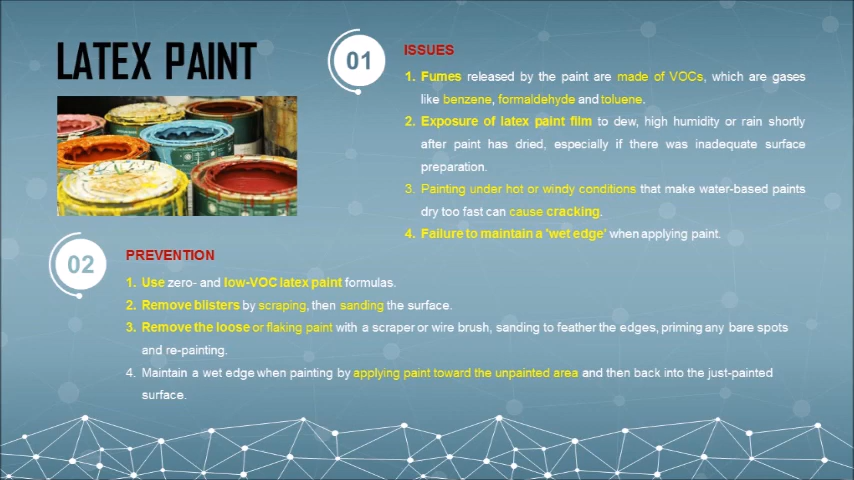 LATEX PAINT
01
ISSUES
1. Fumes released by the paint are made of VOCs, which are gases
like benzene, formaldehyde and toluene.
2. Exposure of latex paint film to dew, high humidity or rain shortly
after paint has dried, especially if there was inadequate surface
preparation.
3. Painting under hot or windy conditions that make water-based paints
dry too fast can cause cracking.
4. Failure to maintain a 'wet edge' when applying paint.
02
PREVENTION
1. Use zero- and low-VOC latex paint formulas.
2. Remove blisters by scraping, then sanding the surface.
3. Remove the loose or flaking paint with a scraper or wire brush, sanding to feather the edges, priming any bare spots
and re-painting.
4. Maintain a wet edge when painting by applying paint toward the unpainted area and then back into the just-painted
surface.